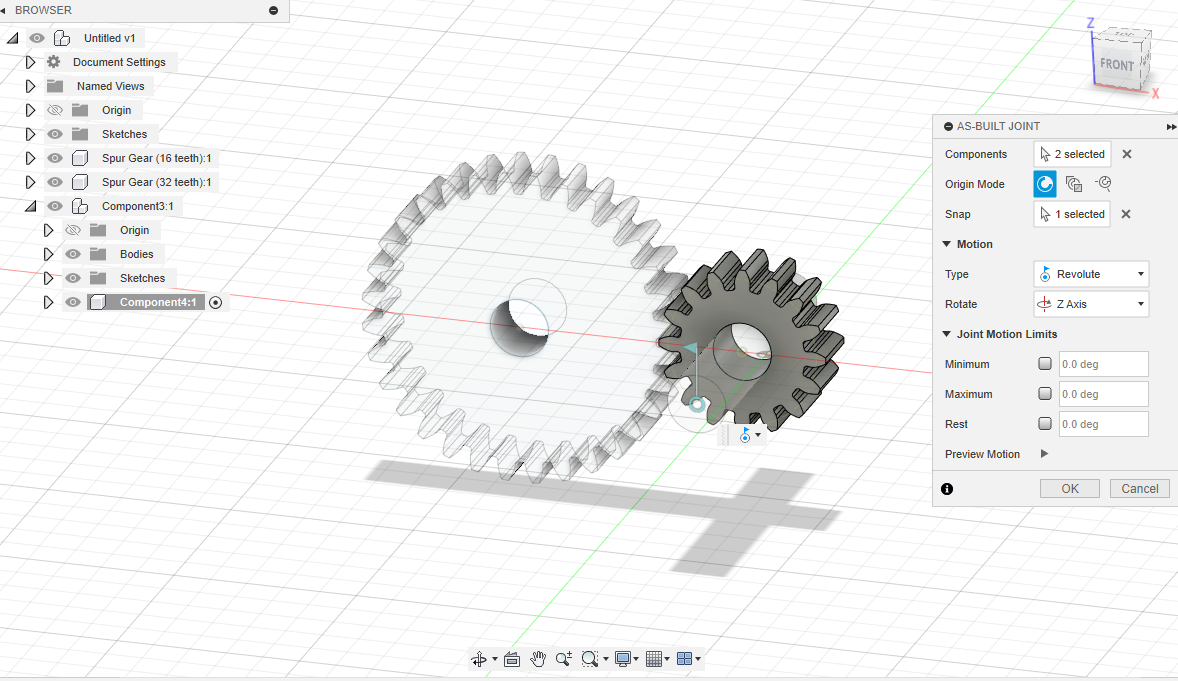 BROWSER
Untitled v1
Document Settings
Named Views
Origin
Sketches
Spur Gear (16 teeth):1
Spur Gear (32 teeth):1
Component3:1
Origin
Bodies
Sketches
Component4:1
Z
TOP
FRONT
X
AS-BUILT JOINT
Components 2 selected
Origin Mode
Snap 1 selected
Motion
Type Revolute
Rotate Z Axis
Joint Motion Limits
Minimum 0.0 deg
Maximum 0.0 deg
Rest 0.0 deg
Preview Motion
OK Cancel